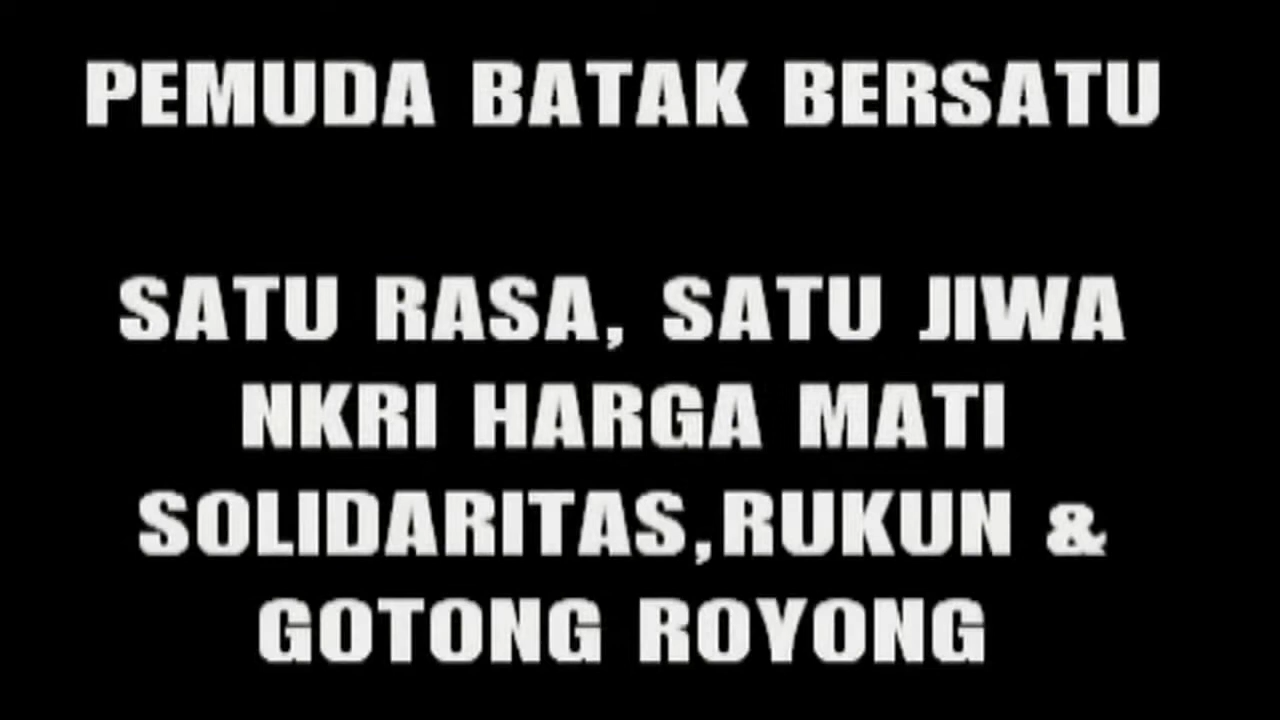 PEMUDA BATAK BERSATU
SATU RASA, SATU JIWA
NKRI HARGA MATI
SOLIDARITAS,RUKUN &
GOTONG ROYONG